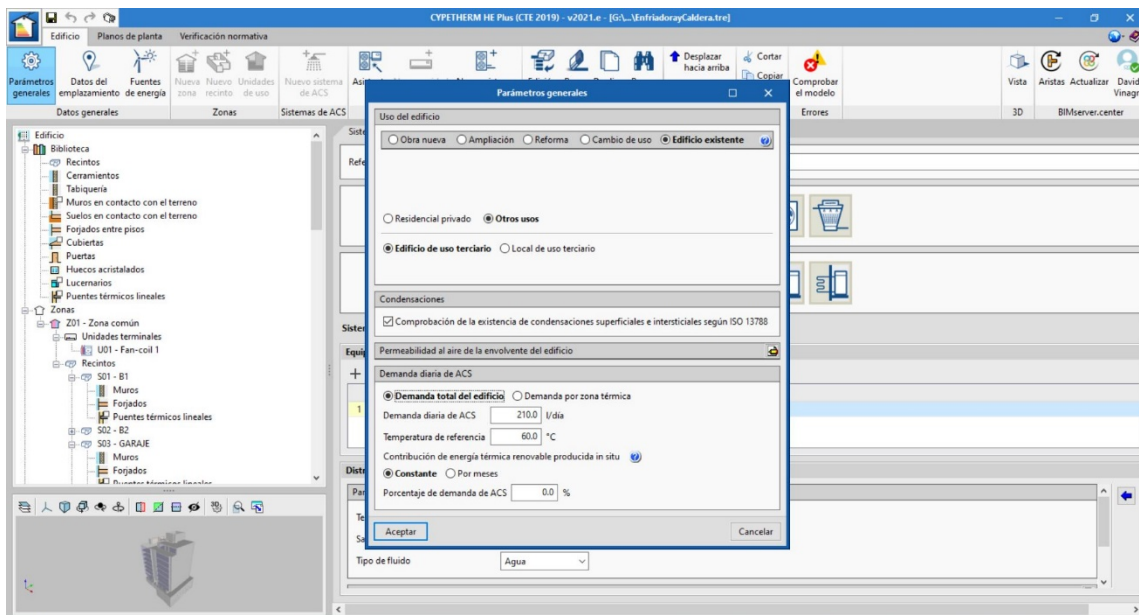 CYPETHERM HE Plus (CTE 2019) - v2021.e - [G:\...\EnfriadorayCaldera.tre]
Edificio Planos de planta Verificación normativa
Parámetros generales
Datos del emplazamiento
Fuentes de energía
Nueva zona
Nuevo recinto
Unidades de uso
Nuevo sistema de ACS
Desplazar hacia arriba
Cortar
Copiar
Comprobar el modelo
Vista
Aristas
Actualizar
David Vinagr
Datos generales
Zonas
Sistemas de ACS
Errores
3D
BIMserver.center
Edificio
Biblioteca
Recintos
Cerramientos
Tabiquería
Muros en contacto con el terreno
Suelos en contacto con el terreno
Forjados entre pisos
Cubiertas
Puertas
Huecos acristalados
Lucernarios
Puentes térmicos lineales
Zonas
Z01 - Zona común
Unidades terminales
U01 - Fan-coil 1
Recintos
S01 - B1
Muros
Forjados
Puentes térmicos lineales
S02 - B2
S03 - GARAJE
Muros
Forjados
Parámetros generales
Uso del edificio
Obra nueva Ampliación Reforma Cambio de uso Edificio existente
Residencial privado Otros usos
Edificio de uso terciario Local de uso terciario
Condensaciones
Comprobación de la existencia de condensaciones superficiales e intersticiales según ISO 13788
Permeabilidad al aire de la envolvente del edificio
Demanda diaria de ACS
Demanda total del edificio Demanda por zona térmica
Demanda diaria de ACS 210.0 l/día
Temperatura de referencia 60.0 °C
Contribución de energía térmica renovable producida in situ
Constante Por meses
Porcentaje de demanda de ACS 0.0 %
Aceptar Cancelar
Tipo de fluido Agua
1